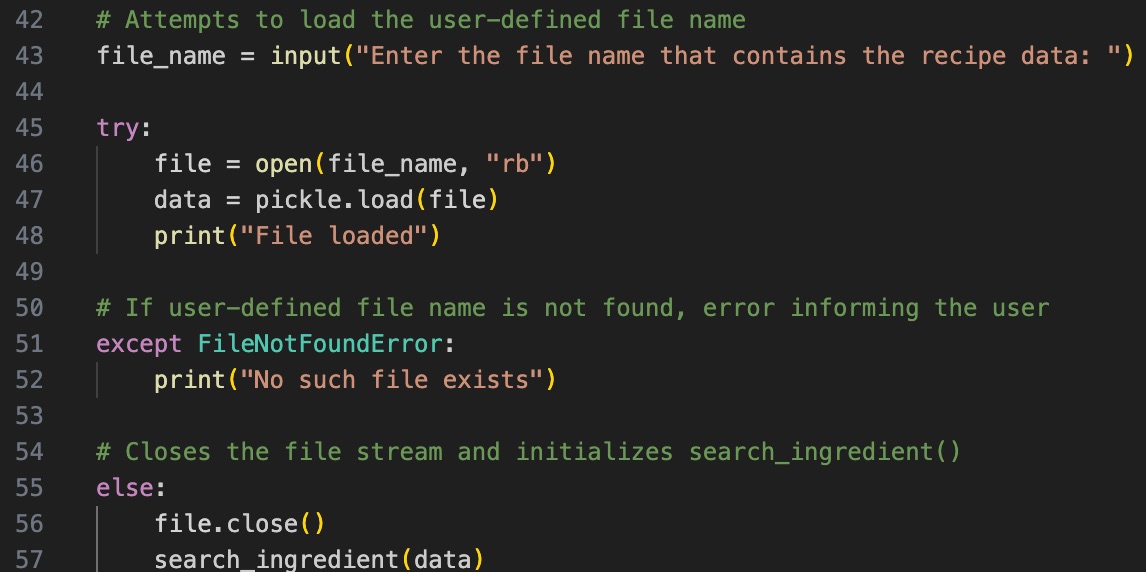 42 # Attempts to load the user-defined file name
43 file_name = input("Enter the file name that contains the recipe data: ")
44
45 try:
46     file = open(file_name, "rb")
47     data = pickle.load(file)
48     print("File loaded")
49
50 # If user-defined file name is not found, error informing the user
51 except FileNotFoundError:
52     print("No such file exists")
53
54 # Closes the file stream and initializes search_ingredient()
55 else:
56     file.close()
57     search_ingredient(data)